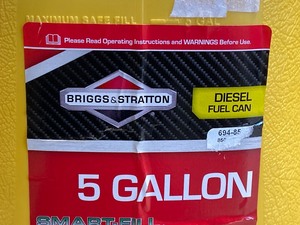 MAXIMUM SAFE FILL
Please Read Operating Instructions and WARNINGS Before Use.
BRIGGS & STRATTON
DIESEL
FUEL CAN
694-85
5 GALLON
SMART-FILL